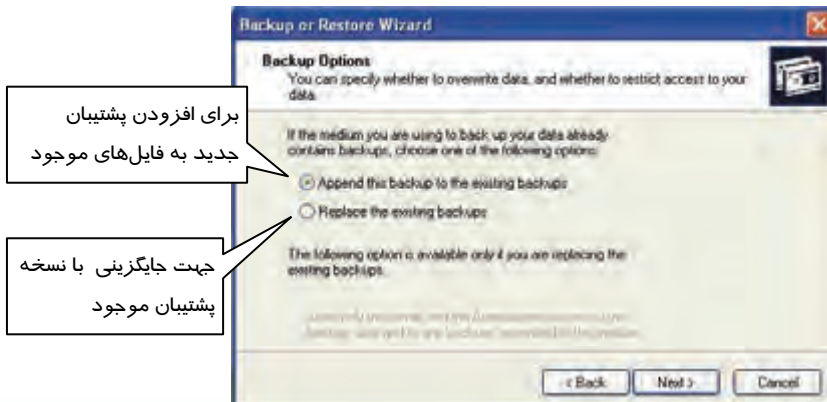 Backup or Restore Wizard
Backup Options
You can specify whether to overwrite data, and whether to restrict access to your
data.
برای افزودن پشتیبان
جدید به فایل‌های موجود
If the medium you are using to back up your data already
contains backups, choose one of the following options:
Append this backup to the existing backups
Replace the existing backups
جهت جایگزینی با نسخه
پشتیبان موجود
The following option is available only if you are replacing the
existing backups.
< Back
Next >
Cancel